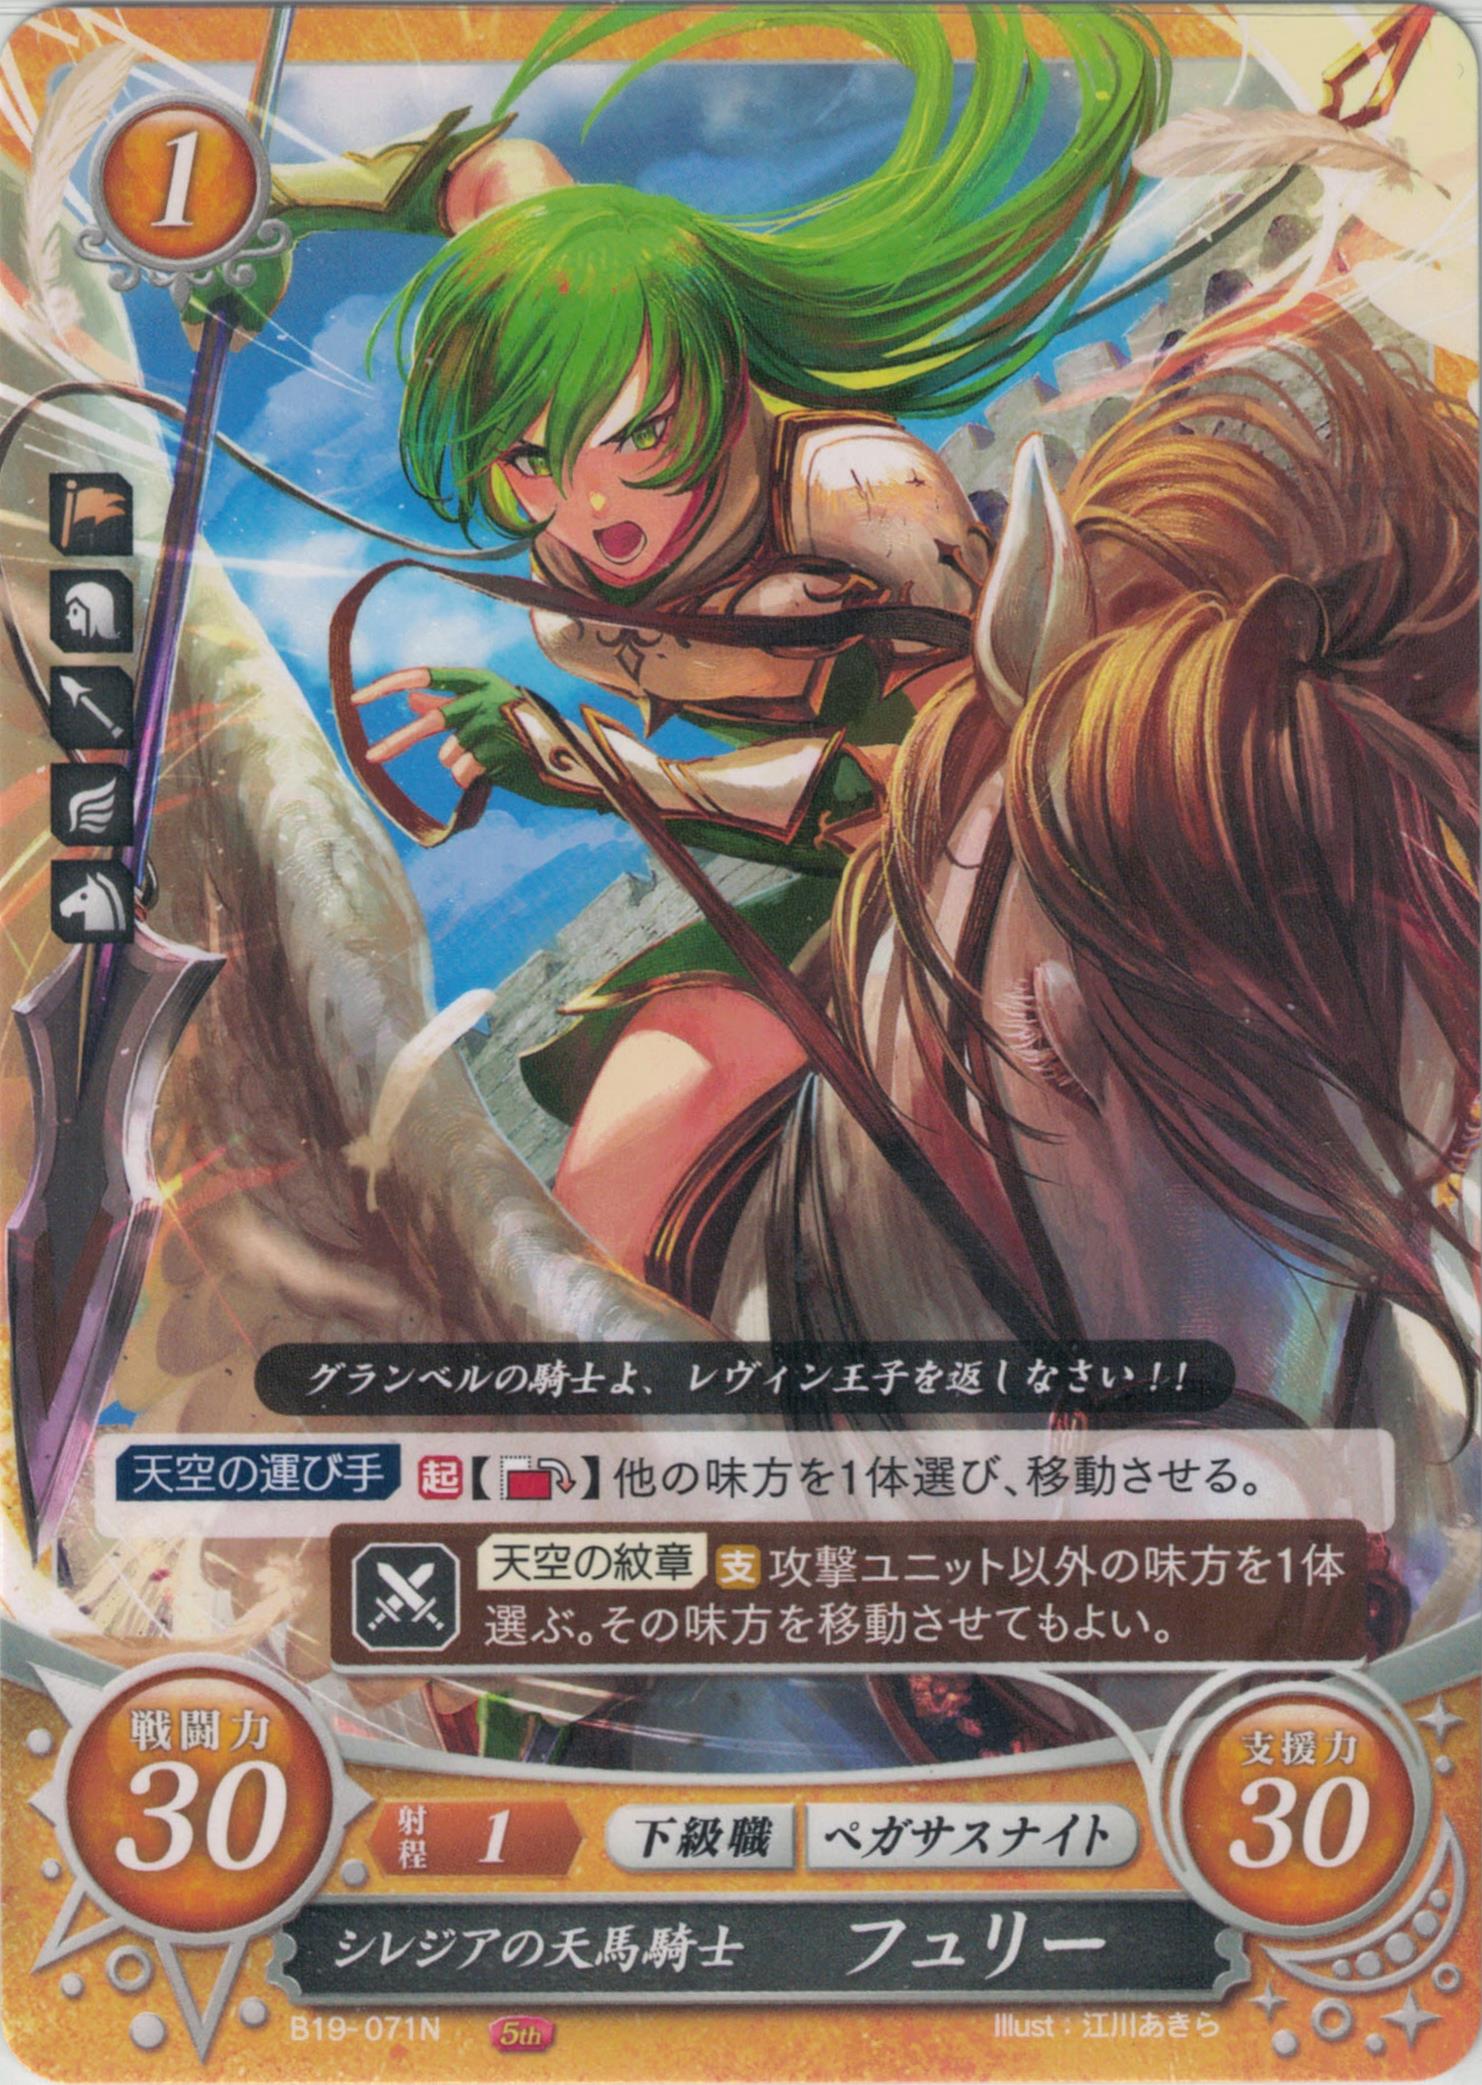 1
グランベルの騎士よ、レヴィン王子を返しなさい!!
天空の運び手 起【】他の味方を1体選び、移動させる。
天空の紋章 支 攻撃ユニット以外の味方を1体
選ぶ。その味方を移動させてもよい。
戦闘力
30
射程 1
下級職 ペガサスナイト
支援力
30
シレジアの天馬騎士 フュリー
B19-071N 5th Illust：江川あきら